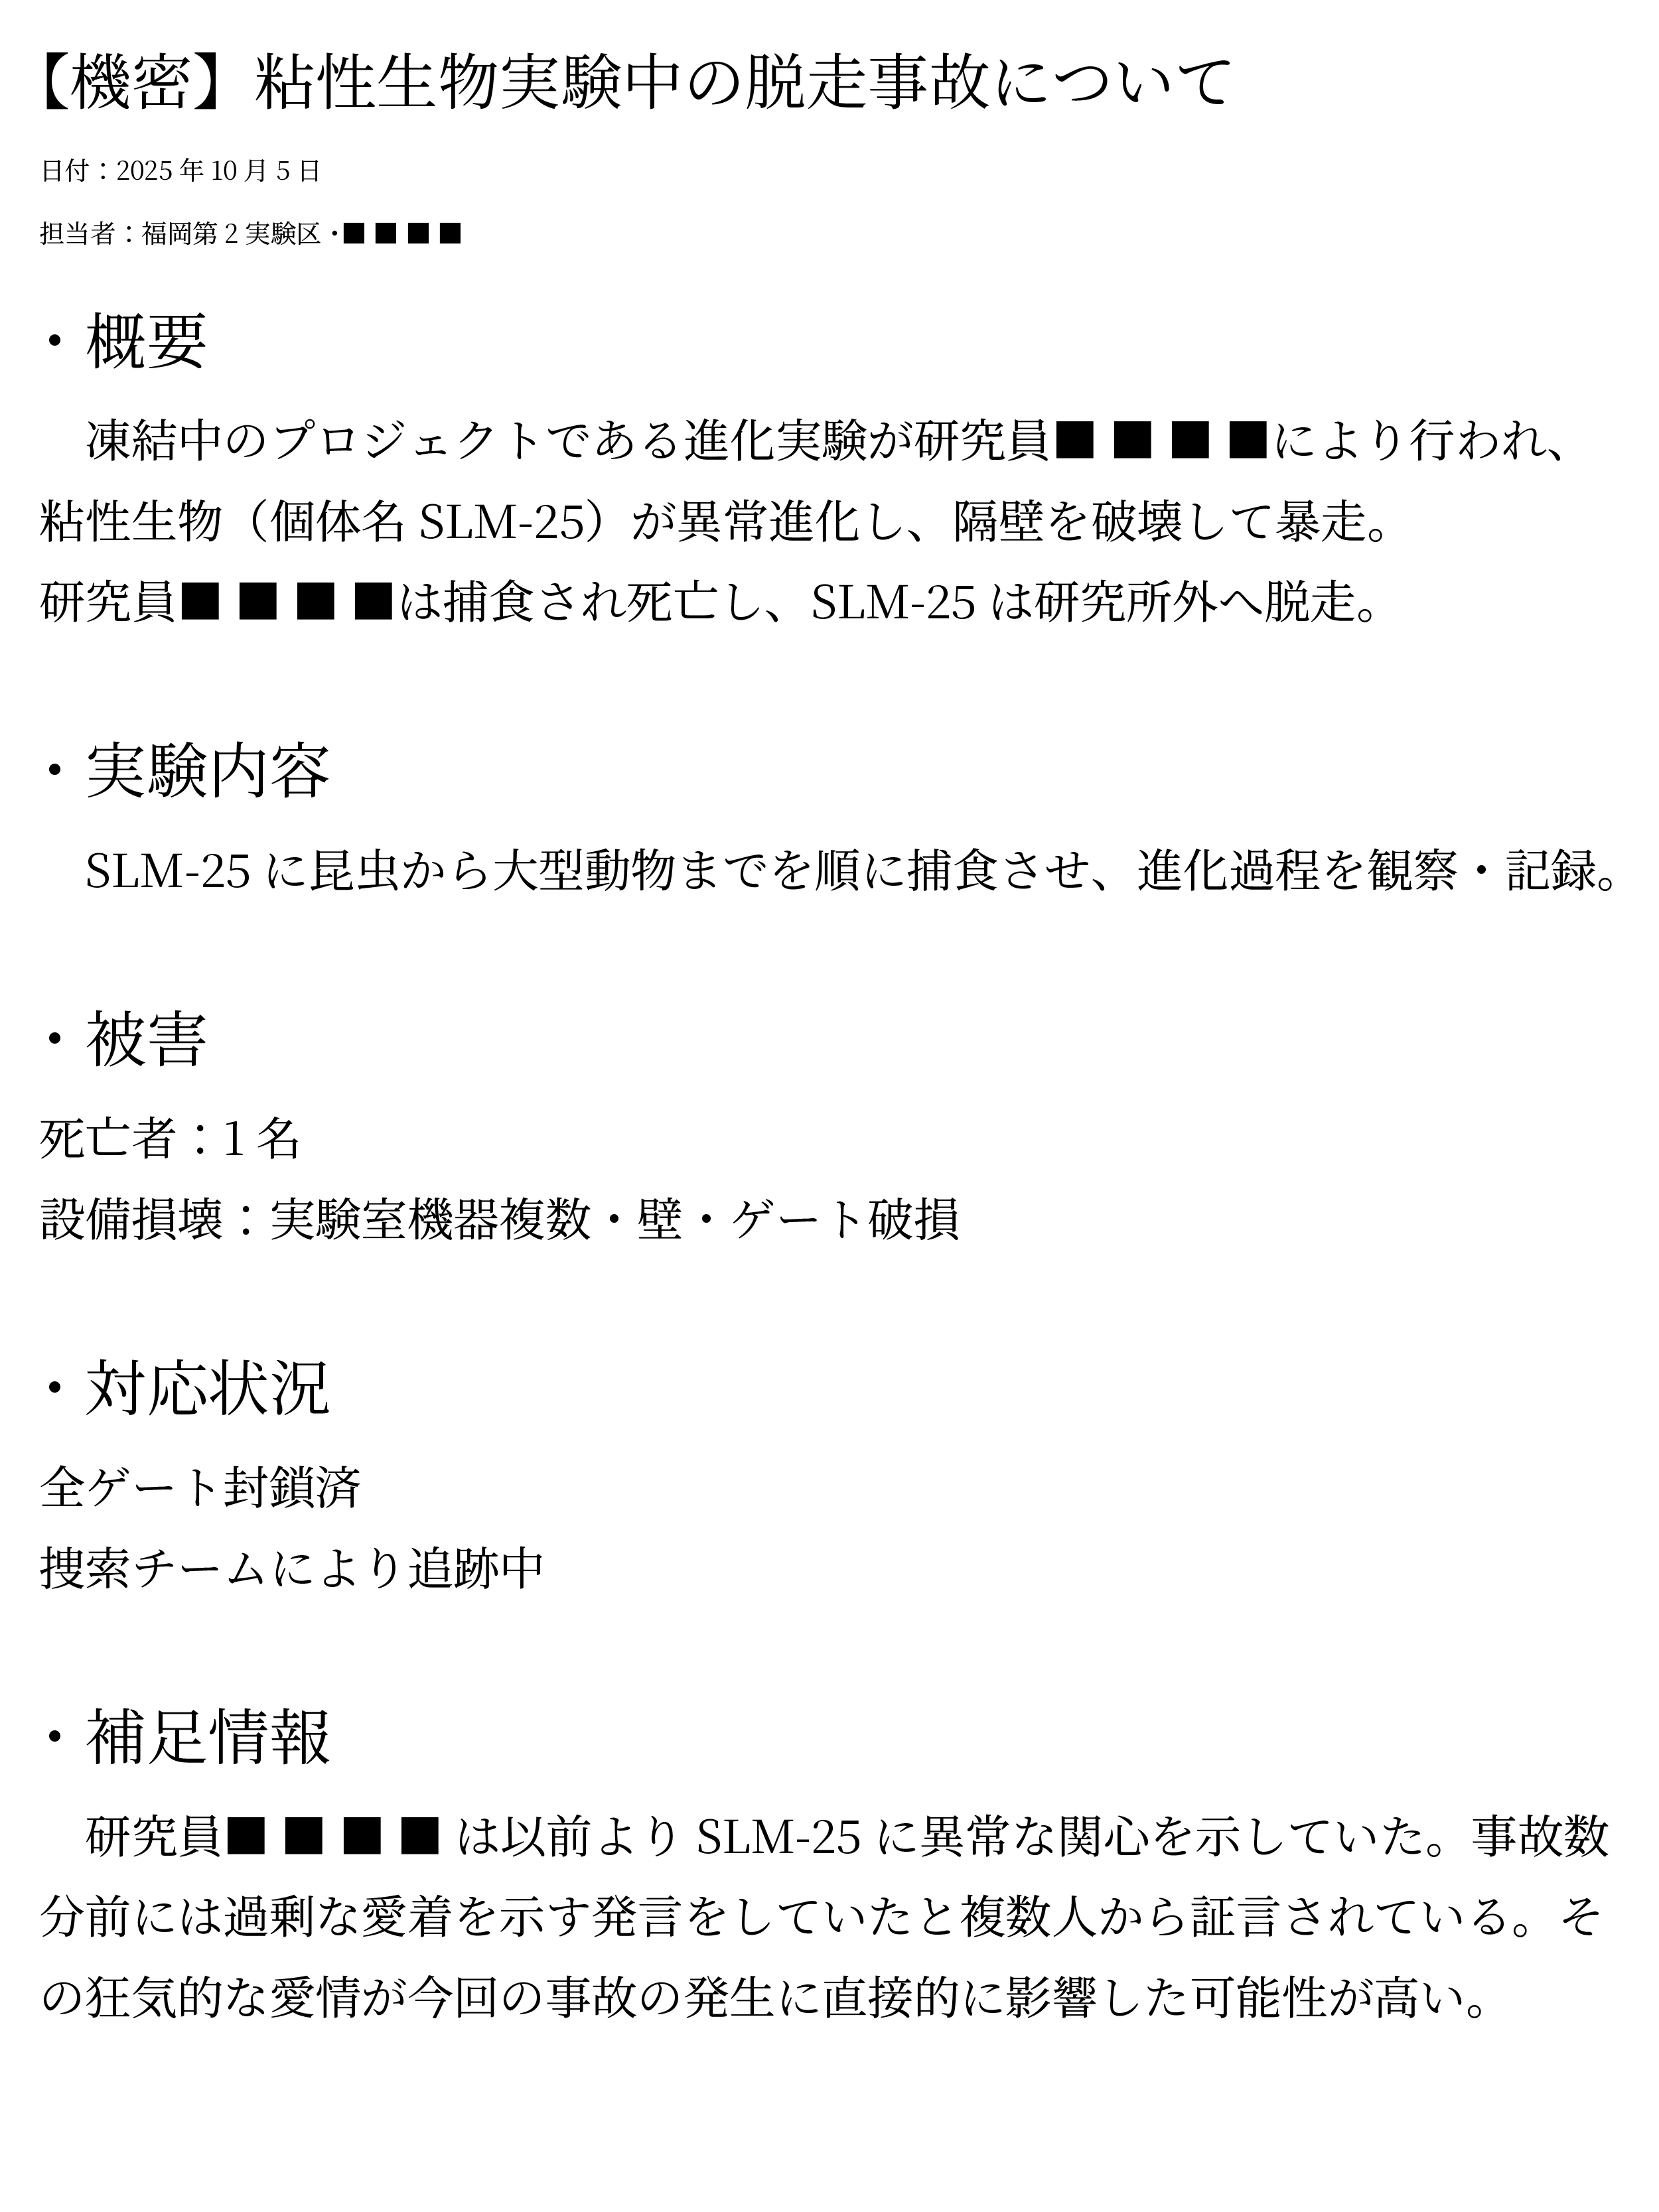 【機密】粘性生物実験中の脱走事故について
日付：2025 年 10 月 5 日
担当者：福岡第 2 実験区・■ ■ ■ ■
・概要
　凍結中のプロジェクトである進化実験が研究員■ ■ ■ ■により行われ、
粘性生物（個体名 SLM-25）が異常進化し、隔壁を破壊して暴走。
研究員■ ■ ■ ■は捕食され死亡し、SLM-25 は研究所外へ脱走。
・実験内容
　SLM-25 に昆虫から大型動物までを順に捕食させ、進化過程を観察・記録。
・被害
死亡者：1 名
設備損壊：実験室機器複数・壁・ゲート破損
・対応状況
全ゲート封鎖済
捜索チームにより追跡中
・補足情報
　研究員■ ■ ■ ■ は以前より SLM-25 に異常な関心を示していた。事故数
分前には過剰な愛着を示す発言をしていたと複数人から証言されている。そ
の狂気的な愛情が今回の事故の発生に直接的に影響した可能性が高い。